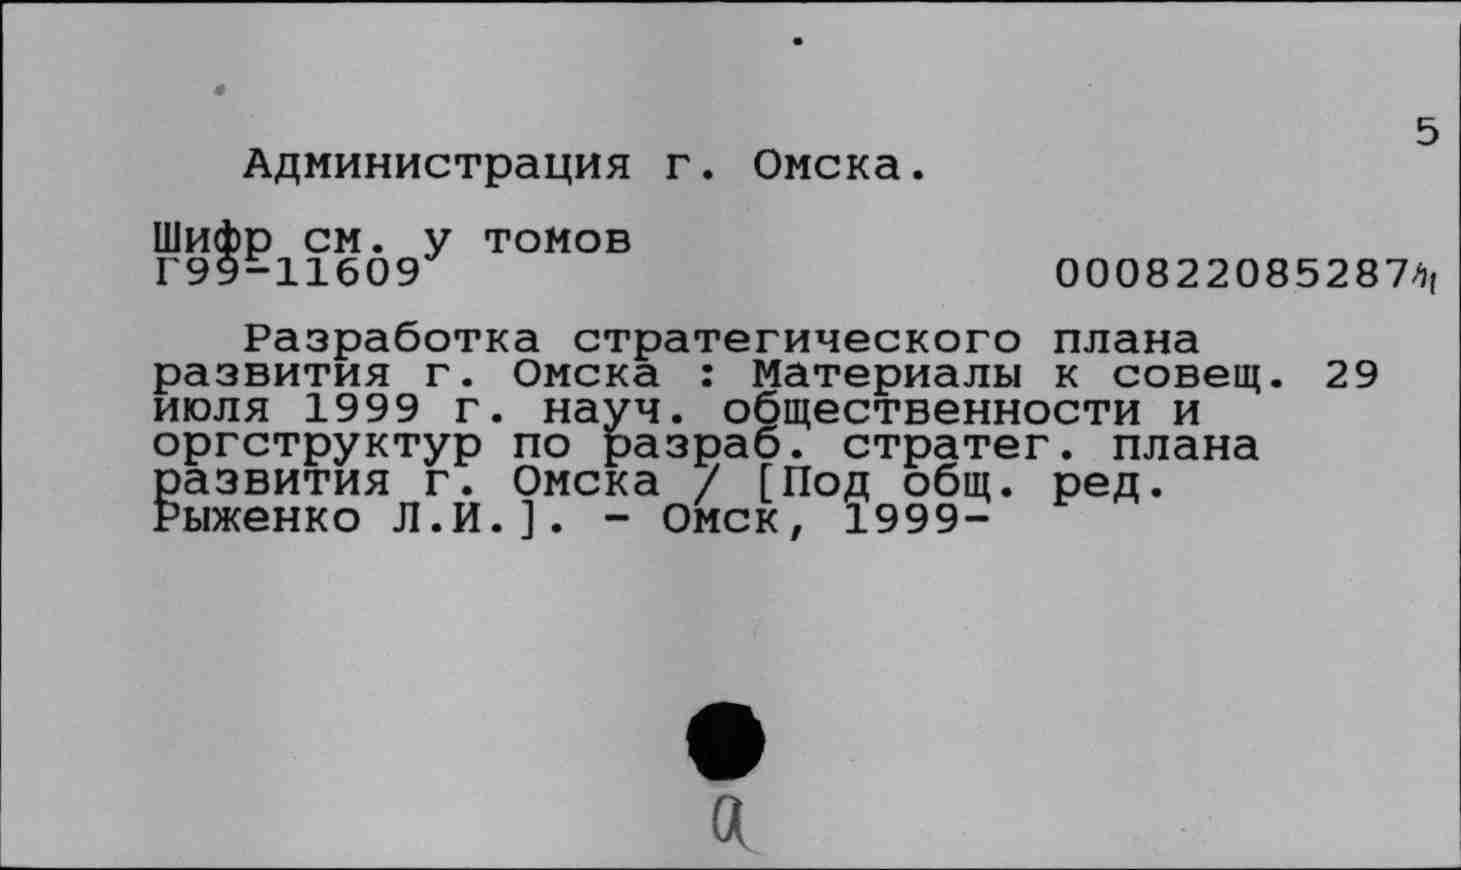 5
Администрация г. Омска.
Шифр см. у томов
Г99-11609
000822085287
Разработка стратегического плана
развития г. Омска : Материалы к совещ. 29
июля 1999 г. науч. общественности и
оргструктур по разраб. стратег. плана
развития г. Омска / [Под общ. ред.
Рыженко Л.И.]. - Омск, 1999-
а